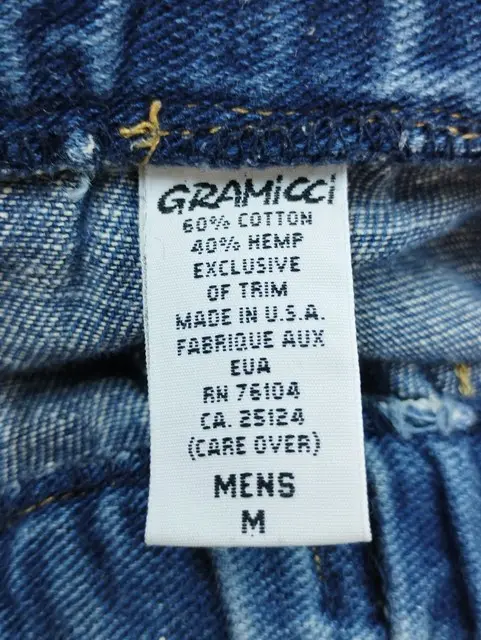 GRAMiCCi
60% COTTON
40% HEMP
EXCLUSIVE
OF TRIM
MADE IN U.S.A.
FABRIQUE AUX
EUA
RN 76104
CA. 25124
(CARE OVER)
MENS
M